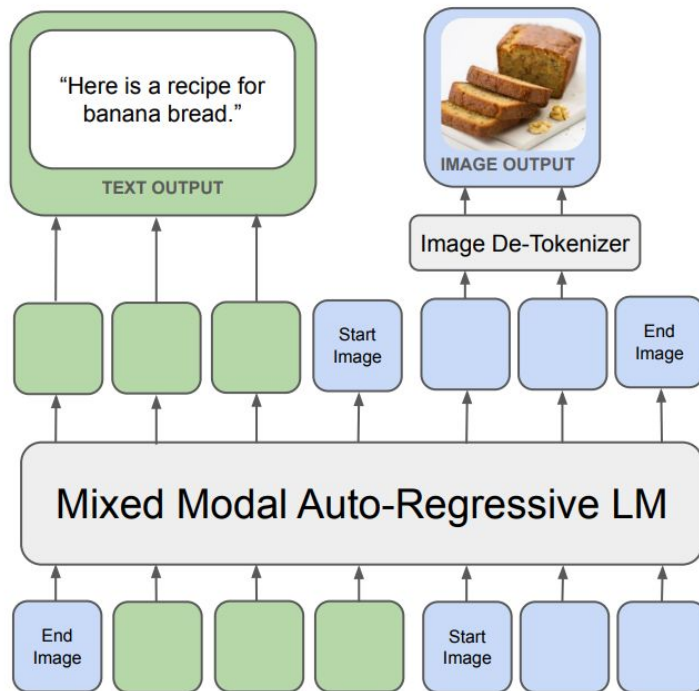 “Here is a recipe for
banana bread.”
TEXT OUTPUT
IMAGE OUTPUT
Image De-Tokenizer
Start
Image
End
Image
Mixed Modal Auto-Regressive LM
End
Image
Start
Image